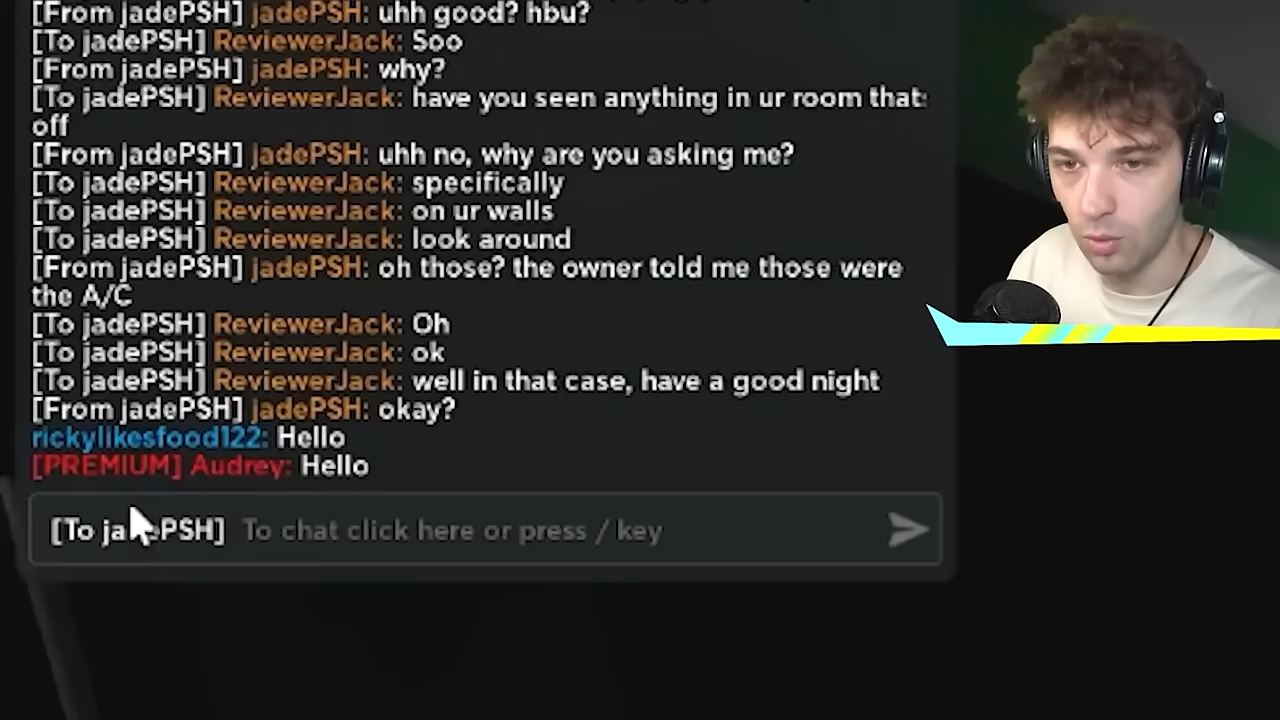 [From jadePSH] jadePSH: uhh good? hbu?
[To jadePSH] ReviewerJack: Soo
[From jadePSH] jadePSH: why?
[To jadePSH] ReviewerJack: have you seen anything in ur room that
off
[From jadePSH] jadePSH: uhh no, why are you asking me?
[To jadePSH] ReviewerJack: specifically
[To jadePSH] ReviewerJack: on ur walls
[To jadePSH] ReviewerJack: look around
[From jadePSH] jadePSH: oh those? the owner told me those were
the A/C
[To jadePSH] ReviewerJack: Oh
[To jadePSH] ReviewerJack: ok
[To jadePSH] ReviewerJack: well in that case, have a good night
[From jadePSH] jadePSH: okay?
rickylikesfood122: Hello
[PREMIUM] Audrey: Hello
[To jadePSH] To chat click here or press / key